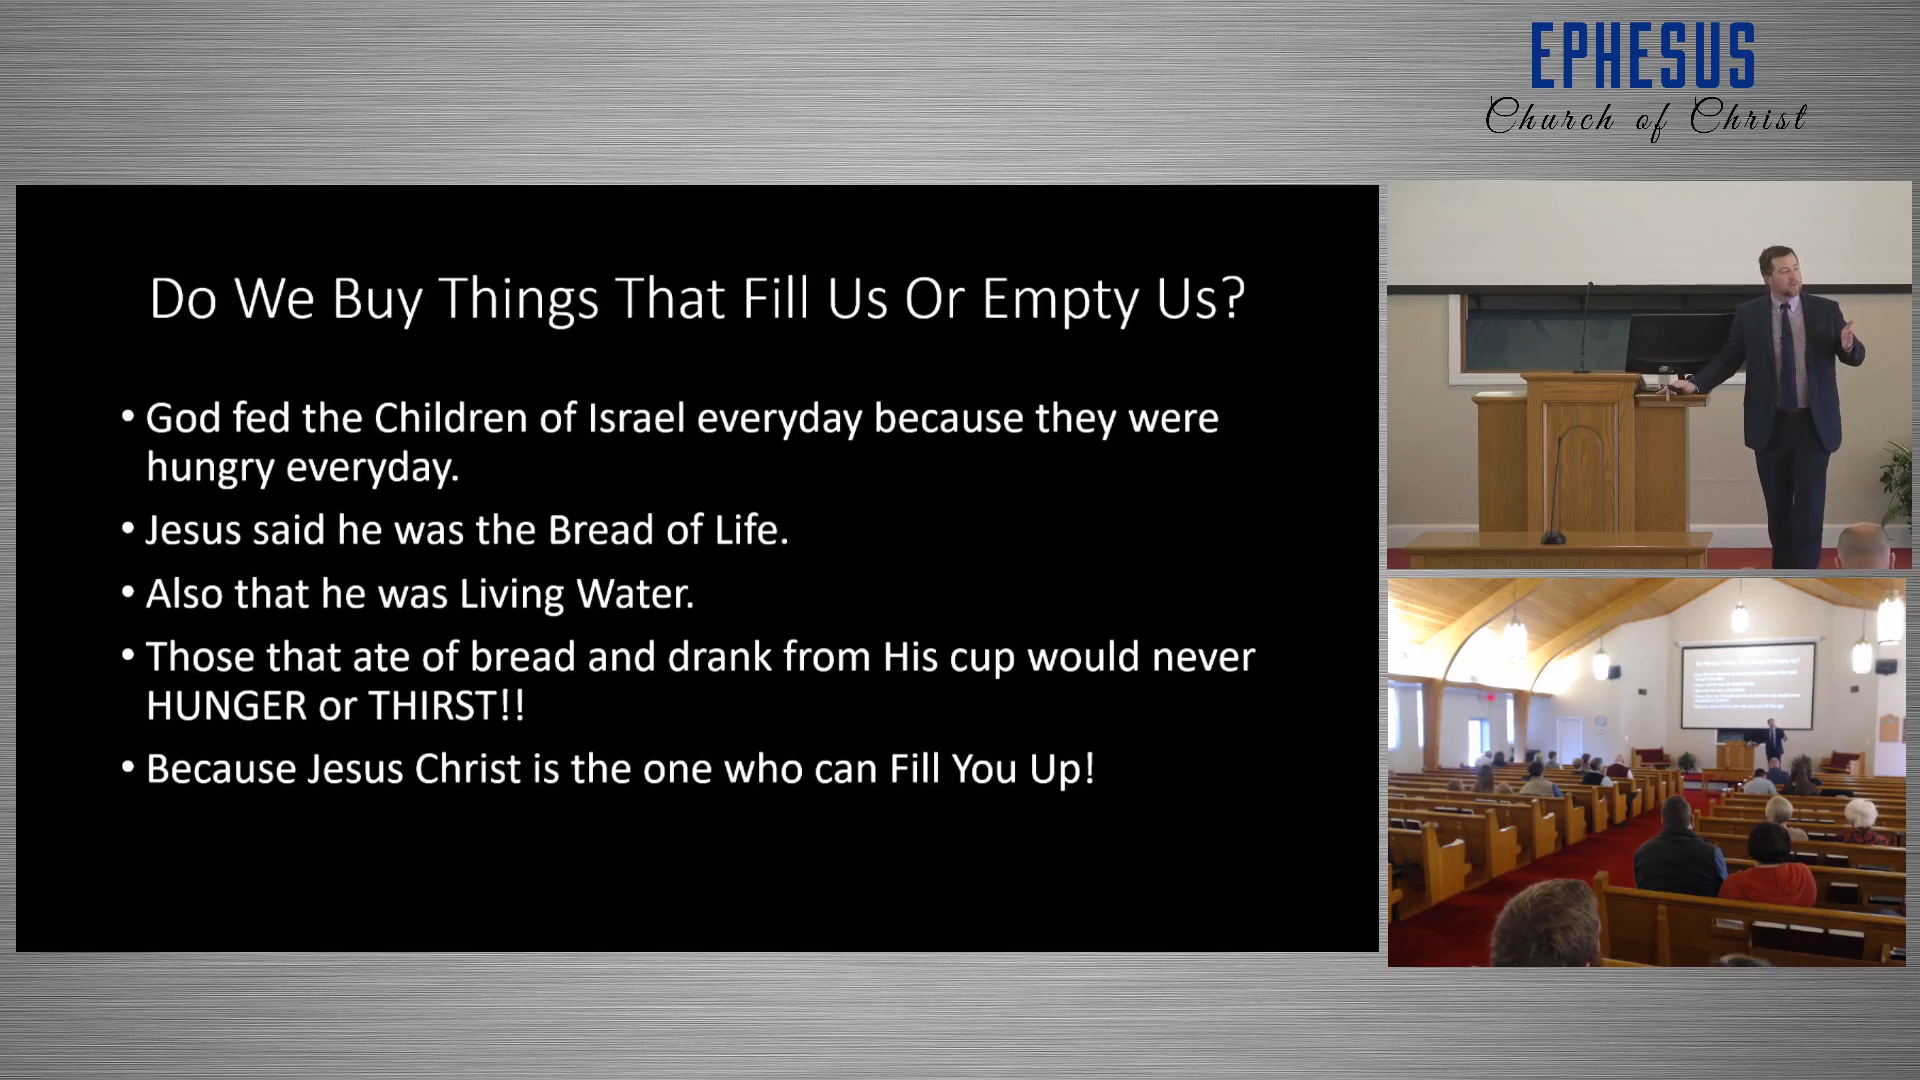 EPHESUS
Church of Christ
Do We Buy Things That Fill Us Or Empty Us?
• God fed the Children of Israel everyday because they were
hungry everyday.
• Jesus said he was the Bread of Life.
• Also that he was Living Water.
• Those that ate of bread and drank from His cup would never
HUNGER or THIRST!!
• Because Jesus Christ is the one who can Fill You Up!